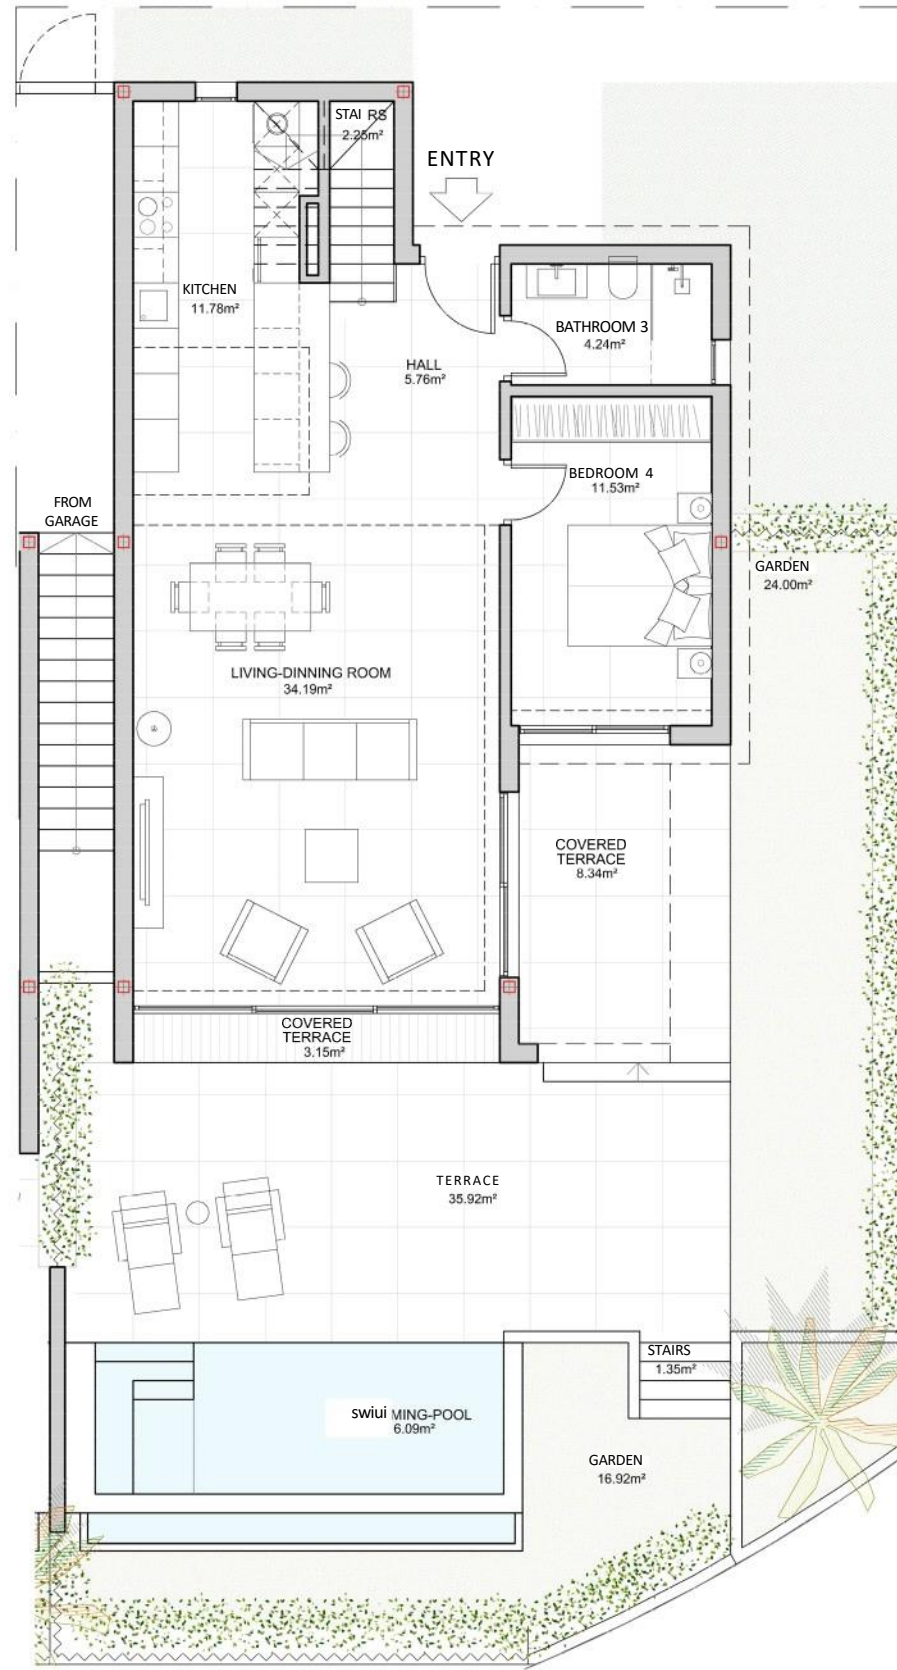 STAI RS
2.25m²
ENTRY
KITCHEN
11.78m²
BATHROOM 3
4.24m²
HALL
5.76m²
BEDROOM 4
11.53m²
FROM
GARAGE
GARDEN
24.00m²
LIVING-DINNING ROOM
34.19m²
COVERED
TERRACE
8.34m²
COVERED
TERRACE
3.15m²
TERRACE
35.92m²
STAIRS
1.35m²
swiui MING-POOL
6.09m²
GARDEN
16.92m²